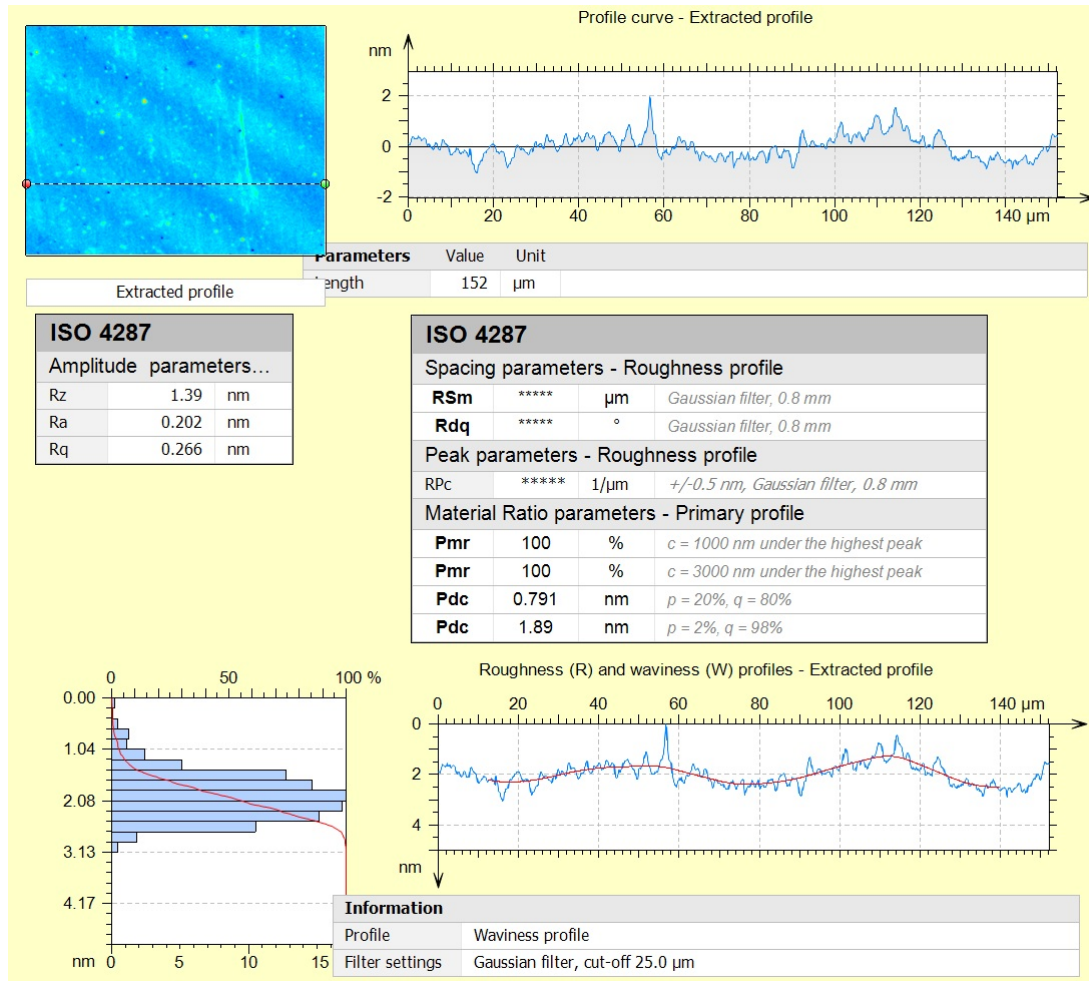 Profile curve - Extracted profile
nm
2
0
-2
0 20 40 60 80 100 120 140 µm
Parameters Value Unit
Length 152 µm
Extracted profile
ISO 4287
Amplitude parameters...
Rz 1.39 nm
Ra 0.202 nm
Rq 0.266 nm
ISO 4287
Spacing parameters - Roughness profile
RSm ***** µm Gaussian filter, 0.8 mm
Rdq ***** ° Gaussian filter, 0.8 mm
Peak parameters - Roughness profile
RPc ***** 1/µm +/-0.5 nm, Gaussian filter, 0.8 mm
Material Ratio parameters - Primary profile
Pmr 100 % c = 1000 nm under the highest peak
Pmr 100 % c = 3000 nm under the highest peak
Pdc 0.791 nm p = 20%, q = 80%
Pdc 1.89 nm p = 2%, q = 98%
0 50 100 %
0.00
1.04
2.08
3.13
4.17
nm 0 5 10 15
Roughness (R) and waviness (W) profiles - Extracted profile
0 20 40 60 80 100 120 140 µm
0
2
4
nm
Information
Profile Waviness profile
Filter settings Gaussian filter, cut-off 25.0 µm